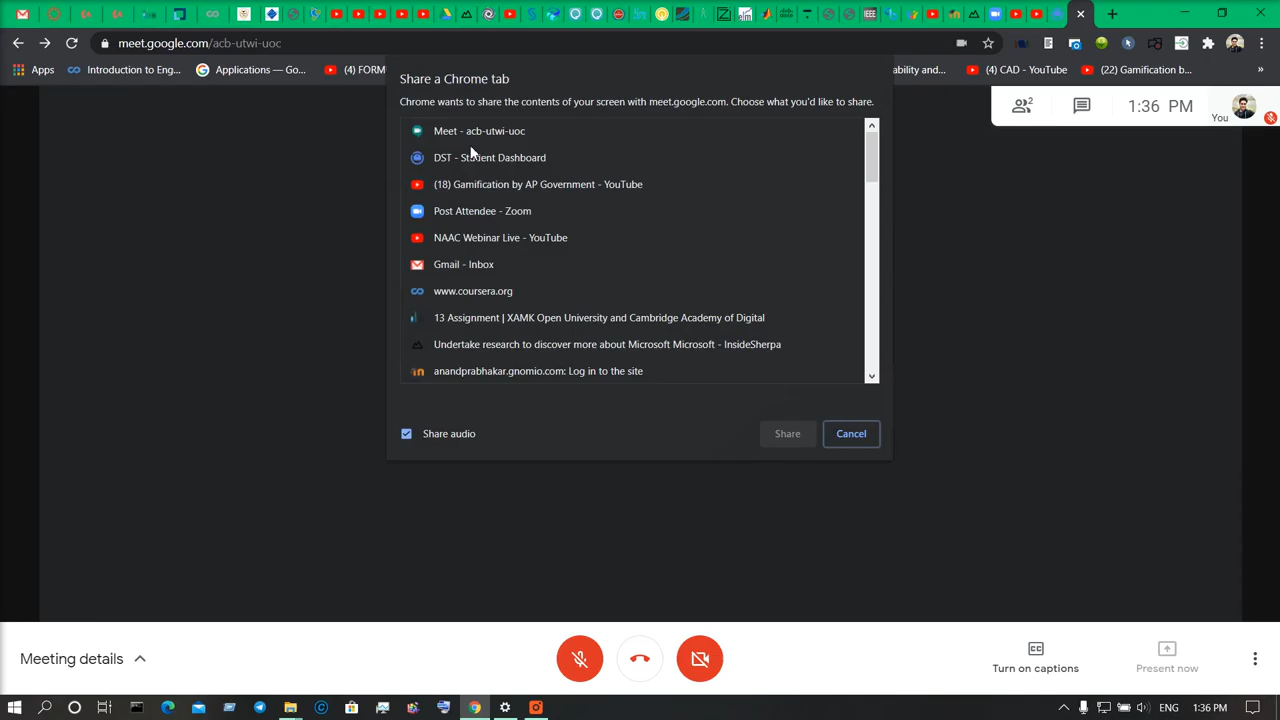 meet.google.com/acb-utwi-uoc
Apps
Introduction to Eng...
Applications — Go...
(4) FORM
ability and...
(4) CAD - YouTube
(22) Gamification b...
»
Share a Chrome tab
Chrome wants to share the contents of your screen with meet.google.com. Choose what you'd like to share.
2
1:36 PM
You
Meet - acb-utwi-uoc
DST - Student Dashboard
(18) Gamification by AP Government - YouTube
Post Attendee - Zoom
NAAC Webinar Live - YouTube
Gmail - Inbox
www.coursera.org
13 Assignment | XAMK Open University and Cambridge Academy of Digital
Undertake research to discover more about Microsoft Microsoft - InsideSherpa
anandprabhakar.gnomio.com: Log in to the site
Share audio
Share
Cancel
Meeting details
CC
Turn on captions
Present now
ENG
1:36 PM